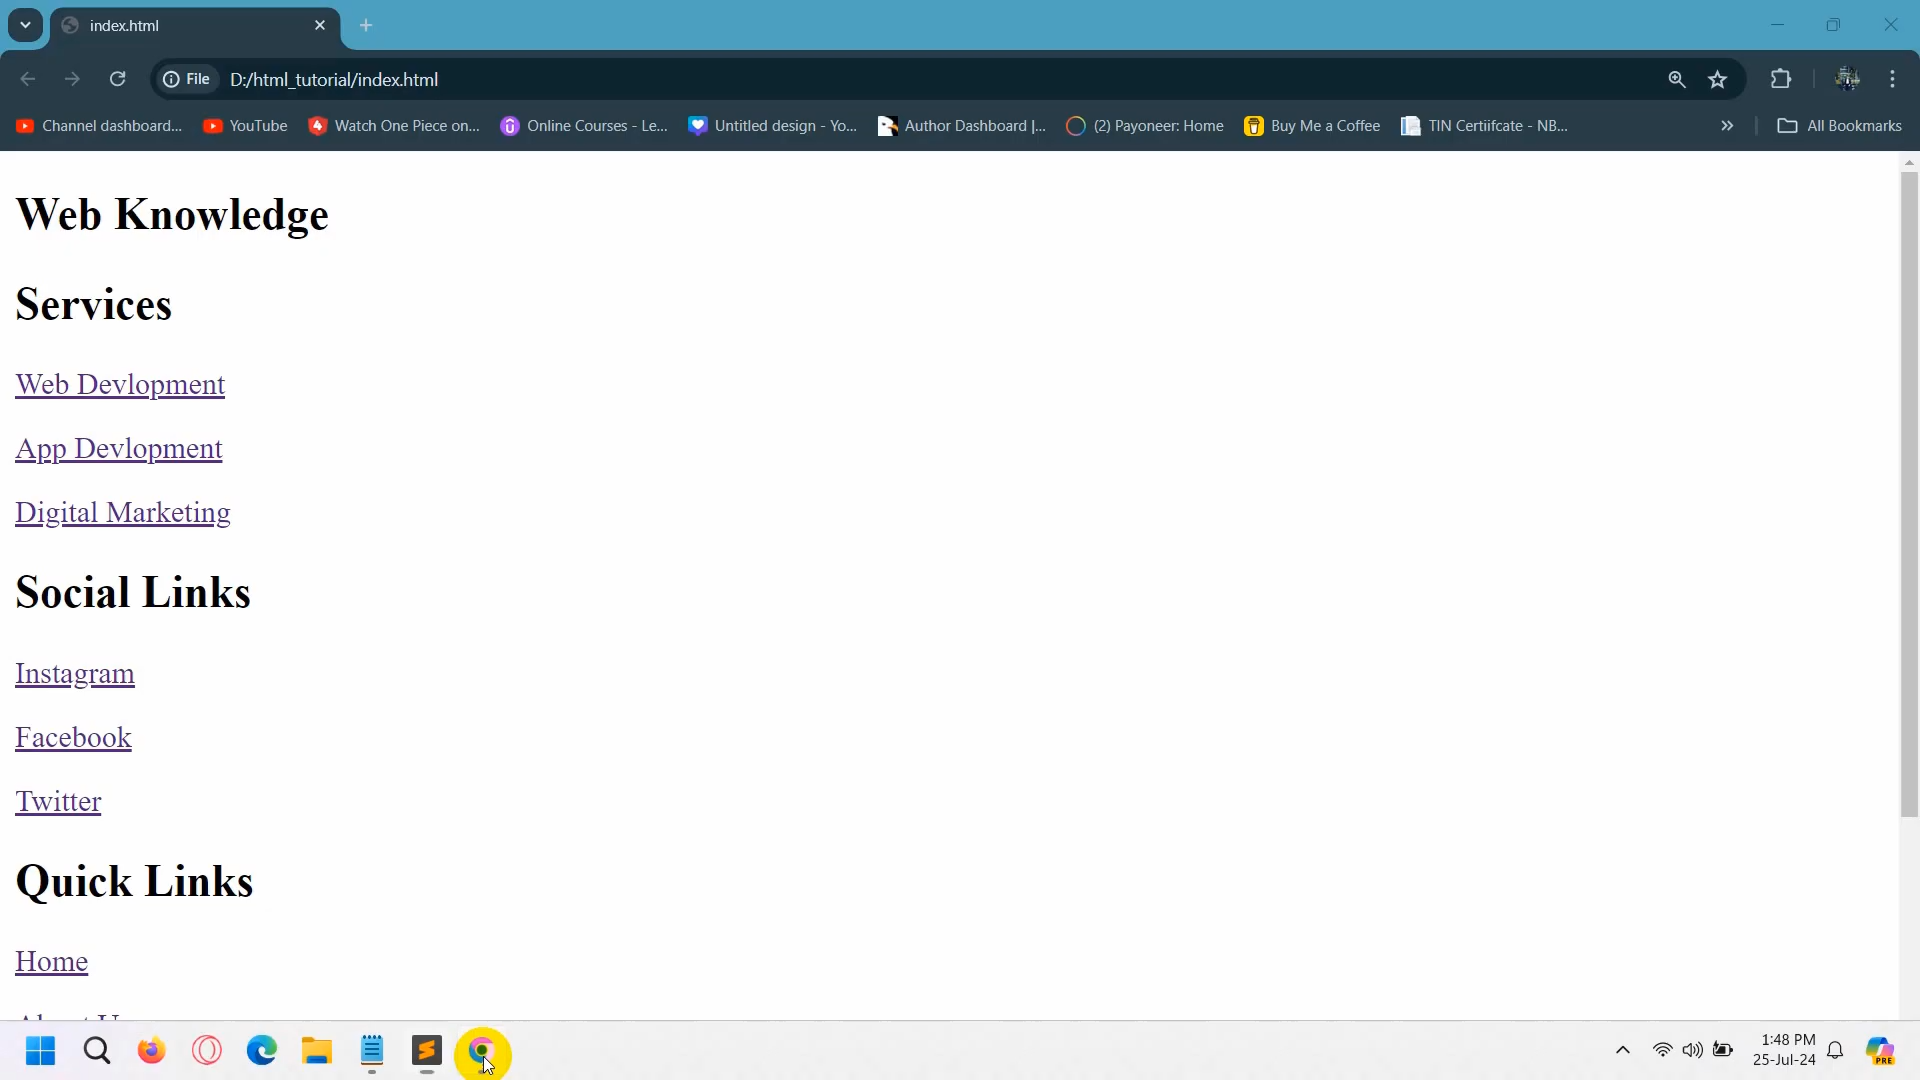 index.html
File D:/html_tutorial/index.html
Channel dashboard... YouTube Watch One Piece on... Online Courses - Le... Untitled design - Yo... Author Dashboard |... (2) Payoneer: Home Buy Me a Coffee TIN Certiifcate - NB... All Bookmarks
Web Knowledge
Services
Web Devlopment
App Devlopment
Digital Marketing
Social Links
Instagram
Facebook
Twitter
Quick Links
Home
1:48 PM
25-Jul-24
PRE